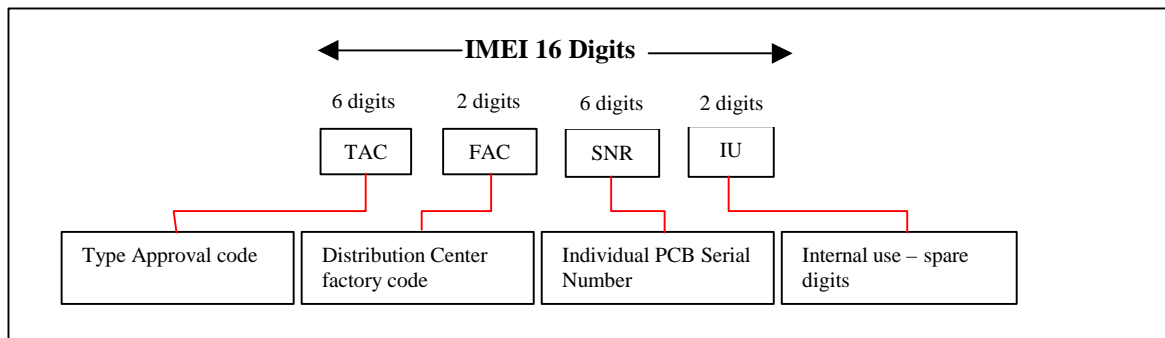 IMEI 16 Digits
6 digits 2 digits 6 digits 2 digits
TAC FAC SNR IU
Type Approval code
Distribution Center
factory code
Individual PCB Serial
Number
Internal use – spare
digits